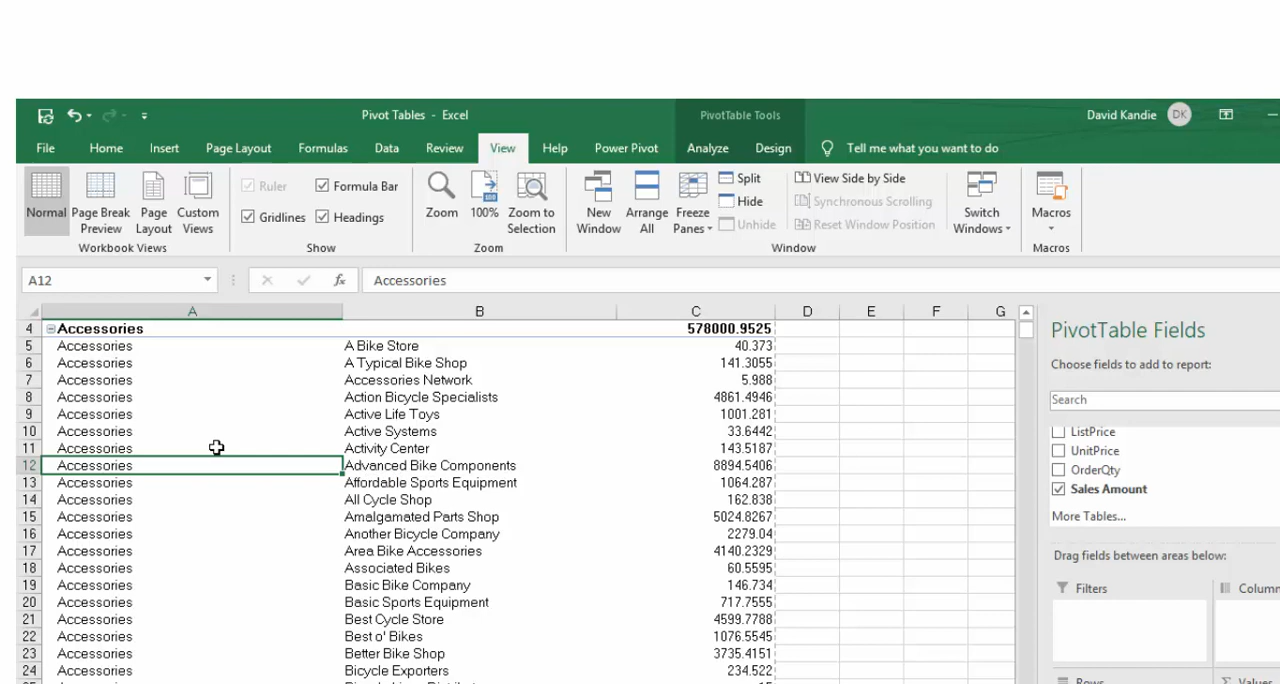 Pivot Tables - Excel
PivotTable Tools
David Kandie
DK
File Home Insert Page Layout Formulas Data Review View Help Power Pivot Analyze Design Tell me what you want to do
Normal
Page Break Preview
Page Layout
Custom Views
Workbook Views
Ruler
Formula Bar
Gridlines
Headings
Show
Zoom
100%
Zoom to Selection
Zoom
New Window
Arrange All
Freeze Panes
Split
Hide
Unhide
View Side by Side
Synchronous Scrolling
Reset Window Position
Window
Switch Windows
Macros
Macros
A12
fx
Accessories
A B C D E F G
4 Accessories 578000.9525
5 Accessories A Bike Store 40.373
6 Accessories A Typical Bike Shop 141.3055
7 Accessories Accessories Network 5.988
8 Accessories Action Bicycle Specialists 4861.4946
9 Accessories Active Life Toys 1001.281
10 Accessories Active Systems 33.6442
11 Accessories Activity Center 143.5187
12 Accessories Advanced Bike Components 8894.5406
13 Accessories Affordable Sports Equipment 1064.287
14 Accessories All Cycle Shop 162.838
15 Accessories Amalgamated Parts Shop 5024.8267
16 Accessories Another Bicycle Company 2279.04
17 Accessories Area Bike Accessories 4140.2329
18 Accessories Associated Bikes 60.5595
19 Accessories Basic Bike Company 146.734
20 Accessories Basic Sports Equipment 717.7555
21 Accessories Best Cycle Store 4599.7788
22 Accessories Best o' Bikes 1076.5545
23 Accessories Better Bike Shop 3735.4151
24 Accessories Bicycle Exporters 234.522
PivotTable Fields
Choose fields to add to report:
Search
ListPrice
UnitPrice
OrderQty
Sales Amount
More Tables...
Drag fields between areas below:
Filters
Column
Rows
Values